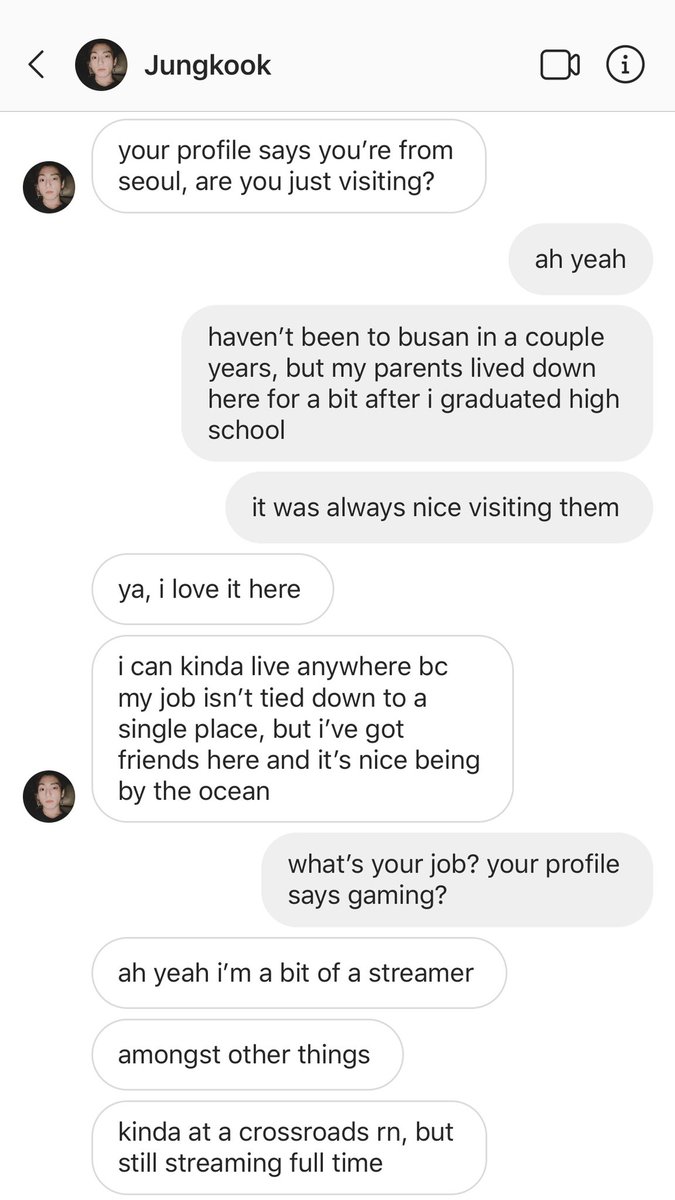 Jungkook
your profile says you’re from
seoul, are you just visiting?
ah yeah
haven’t been to busan in a couple
years, but my parents lived down
here for a bit after i graduated high
school
it was always nice visiting them
ya, i love it here
i can kinda live anywhere bc
my job isn’t tied down to a
single place, but i’ve got
friends here and it’s nice being
by the ocean
what’s your job? your profile
says gaming?
ah yeah i’m a bit of a streamer
amongst other things
kinda at a crossroads rn, but
still streaming full time